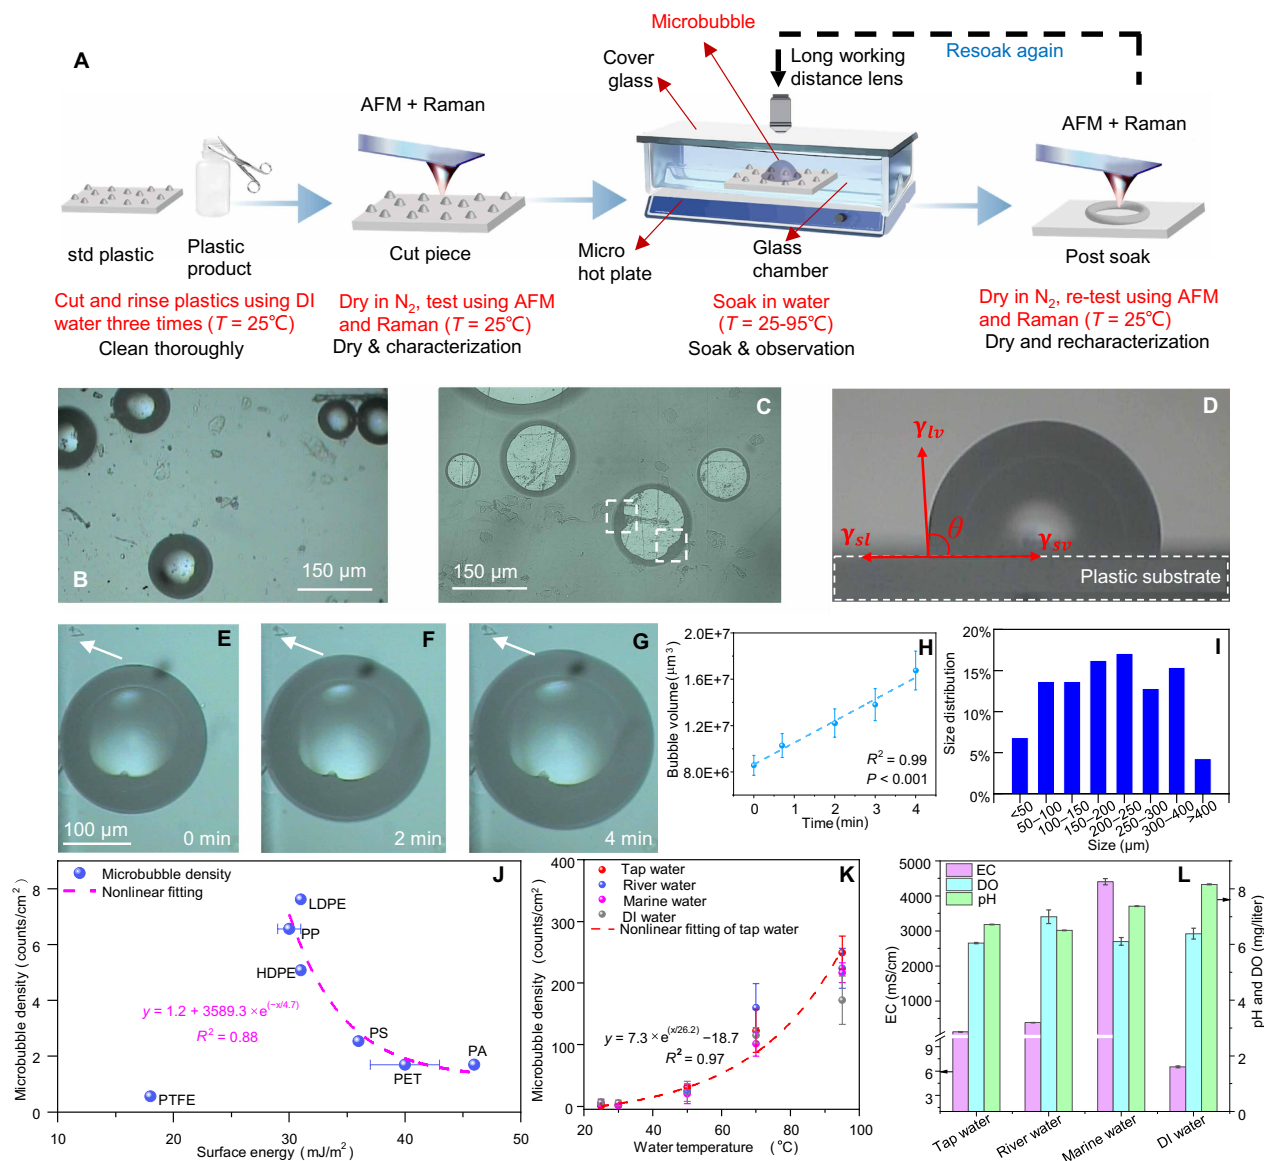 A
Microbubble
Cover
glass
Long working
distance lens
Resoak again
AFM + Raman
AFM + Raman
std plastic
Plastic
product
Cut piece
Micro
hot plate
Glass
chamber
Post soak
Cut and rinse plastics using DI
water three times (T = 25℃)
Clean thoroughly
Dry in N2, test using AFM
and Raman (T = 25℃)
Dry & characterization
Soak in water
(T = 25-95℃)
Soak & observation
Dry in N2, re-test using AFM
and Raman (T = 25℃)
Dry and recharacterization
B
150 µm
C
150 µm
D
γlv
γsl
θ
γsv
Plastic substrate
E
100 µm
0 min
F
2 min
G
4 min
H
Bubble volume (µm3)
2.0E+7
1.6E+7
1.2E+7
8.0E+6
R2 = 0.99
P < 0.001
0 1 2 3 4
Time (min)
I
Size distribution
20%
15%
10%
5%
0%
<50
50–100
100–150
150–200
200–250
250–300
300–400
>400
Size (µm)
J
Microbubble density (counts/cm2)
8
6
4
2
0
Microbubble density
Nonlinear fitting
LDPE
PP
HDPE
PS
PET
PA
PTFE
y = 1.2 + 3589.3 × e(−x/4.7)
R2 = 0.88
10 20 30 40 50
Surface energy (mJ/m2)
K
Microbubble density (counts/cm2)
400
300
200
100
0
Tap water
River water
Marine water
DI water
Nonlinear fitting of tap water
y = 7.3 × e(x/26.2) −18.7
R2 = 0.97
20 40 60 80 100
Water temperature (°C)
L
EC (mS/cm)
5000
4000
3000
2000
1000
9
6
3
EC
DO
pH
8
6
4
2
0
pH and DO (mg/liter)
Tap water
River water
Marine water
DI water